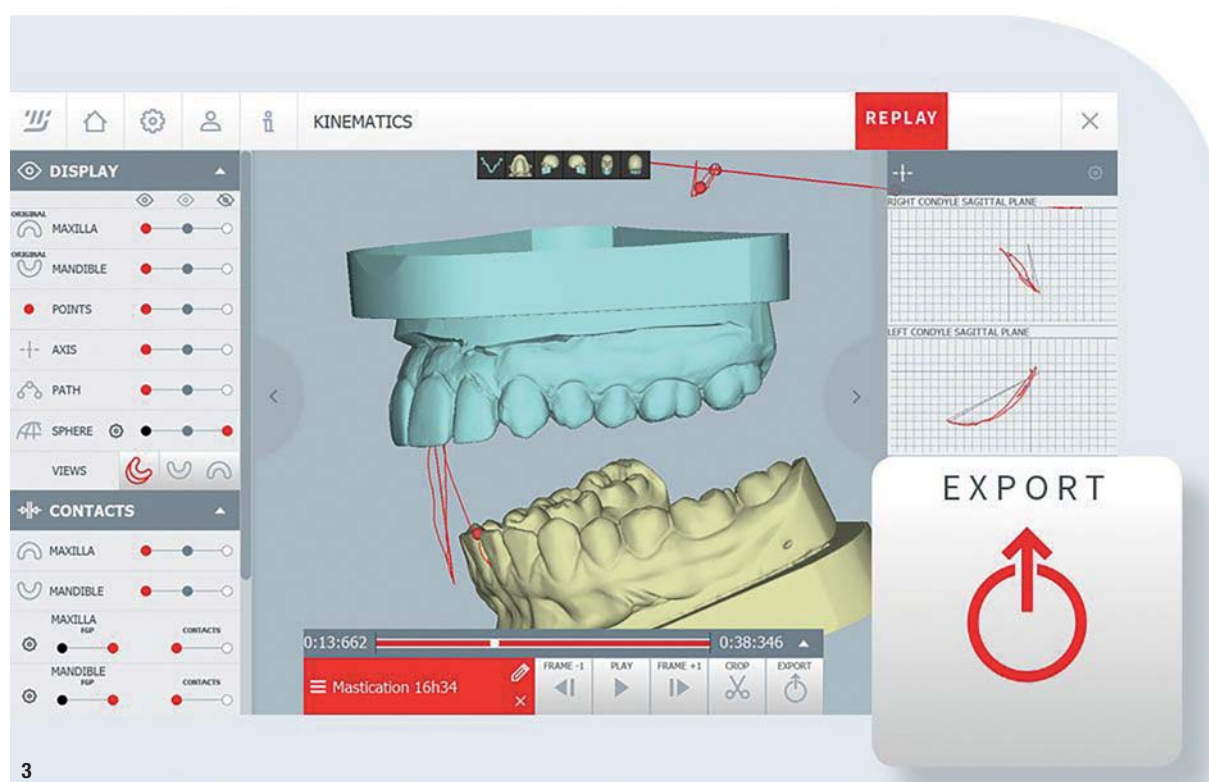 KINEMATICS
REPLAY
DISPLAY
ORIGINAL
MAXILLA
ORIGINAL
MANDIBLE
POINTS
AXIS
PATH
SPHERE
VIEWS
CONTACTS
MAXILLA
MANDIBLE
MAXILLA
FGP
CONTACTS
MANDIBLE
FGP
CONTACTS
RIGHT CONDYLE SAGITTAL PLANE
LEFT CONDYLE SAGITTAL PLANE
0:13:662
0:38:346
Mastication 16h34
FRAME -1
PLAY
FRAME +1
CROP
EXPORT
EXPORT
3